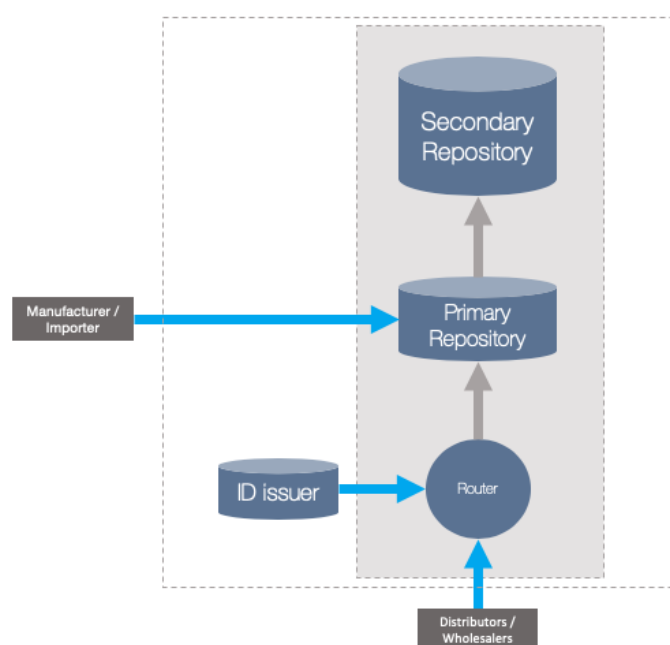 Secondary
Repository
Manufacturer /
Importer
Primary
Repository
ID issuer
Router
Distributors /
Wholesalers